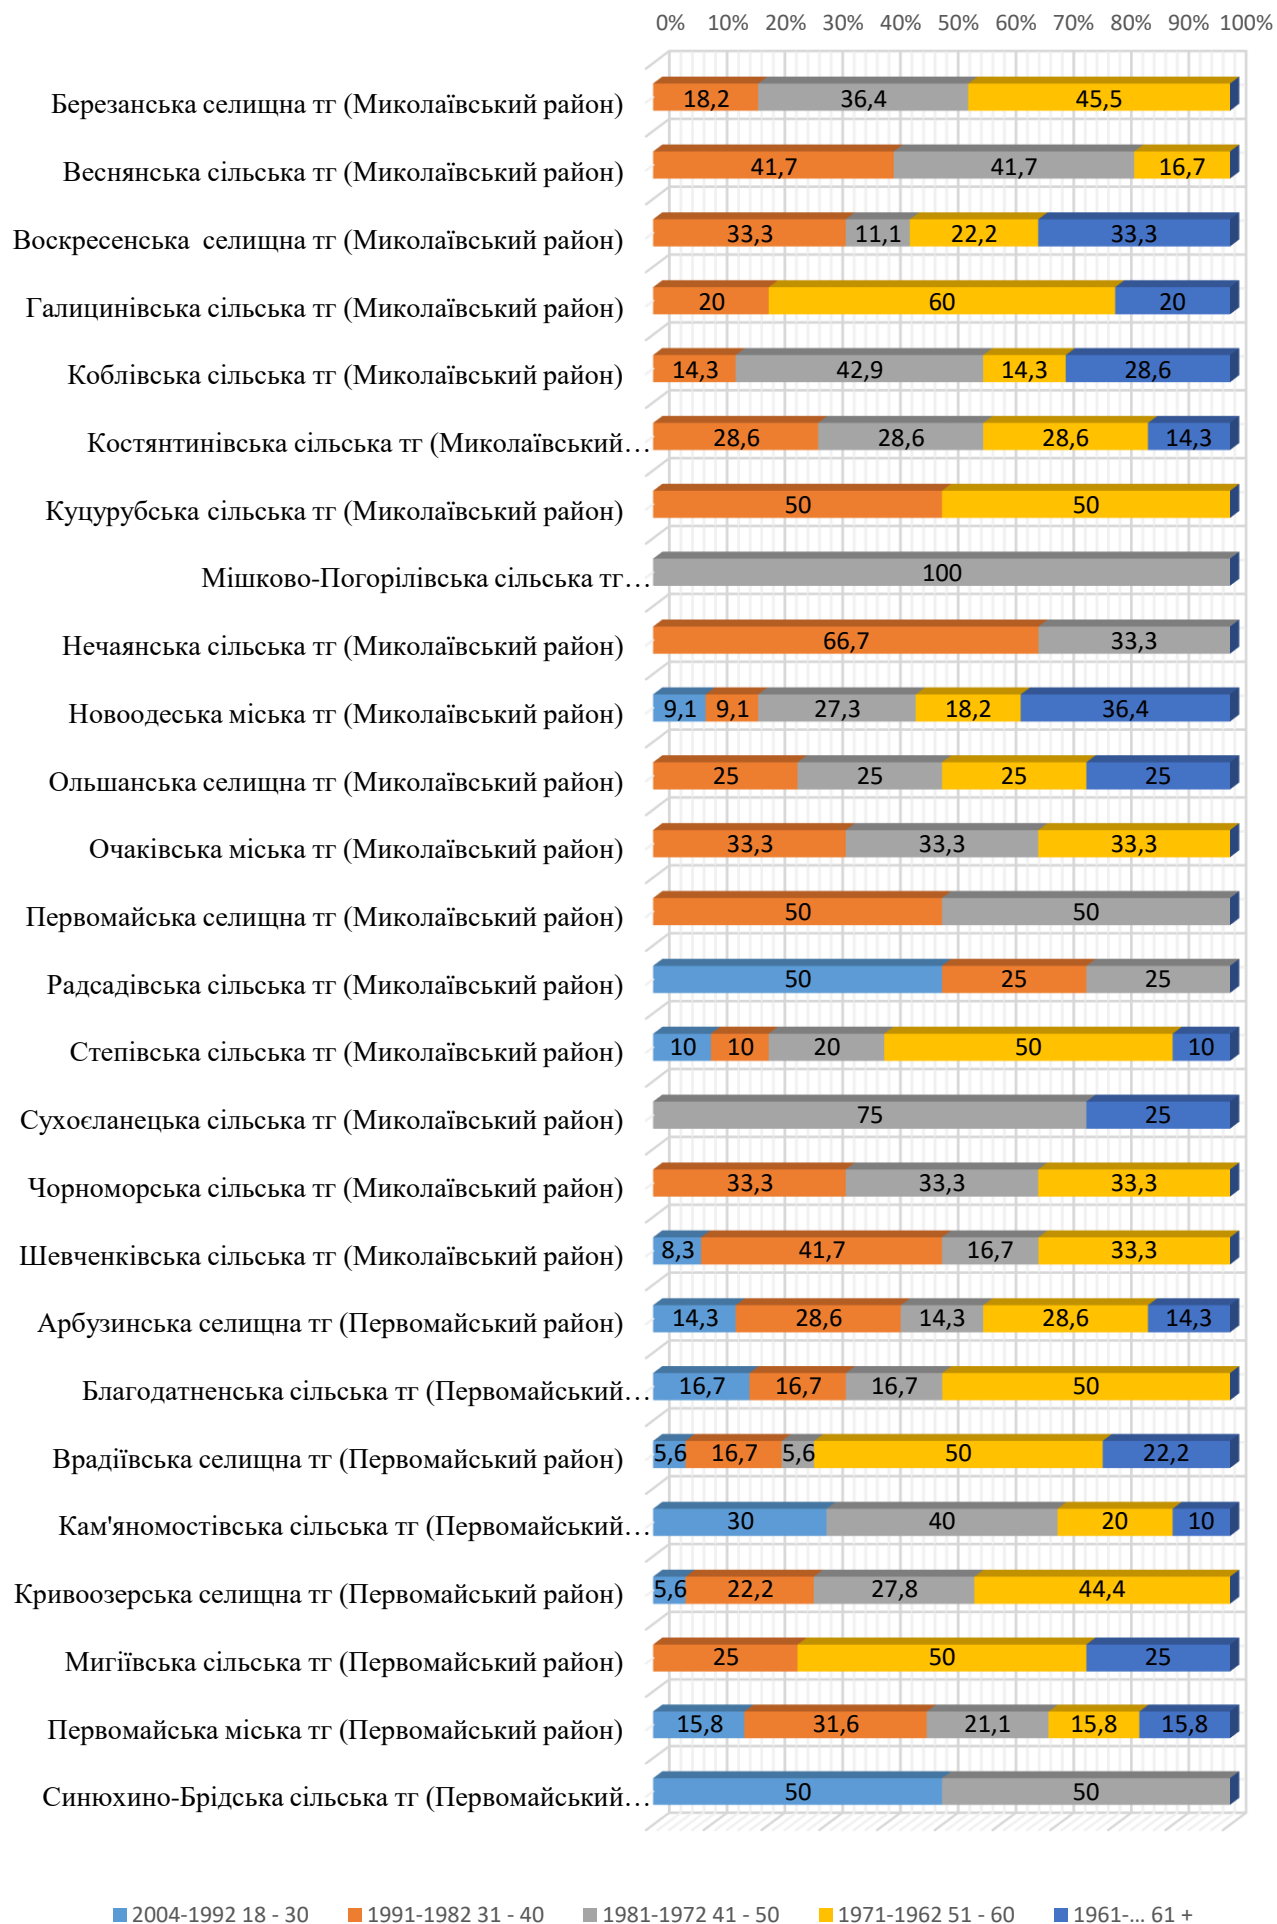 0% 10% 20% 30% 40% 50% 60% 70% 80% 90% 100%
Березанська селищна тг (Миколаївський район) 18,2 36,4 45,5
Веснянська сільська тг (Миколаївський район) 41,7 41,7 16,7
Воскресенська селищна тг (Миколаївський район) 33,3 11,1 22,2 33,3
Галицинівська сільська тг (Миколаївський район) 20 60 20
Коблівська сільська тг (Миколаївський район) 14,3 42,9 14,3 28,6
Костянтинівська сільська тг (Миколаївський… 28,6 28,6 28,6 14,3
Куцурубська сільська тг (Миколаївський район) 50 50
Мішково-Погорілівська сільська тг… 100
Нечаянська сільська тг (Миколаївський район) 66,7 33,3
Новоодеська міська тг (Миколаївський район) 9,1 9,1 27,3 18,2 36,4
Ольшанська селищна тг (Миколаївський район) 25 25 25 25
Очаківська міська тг (Миколаївський район) 33,3 33,3 33,3
Первомайська селищна тг (Миколаївський район) 50 50
Радсадівська сільська тг (Миколаївський район) 50 25 25
Степівська сільська тг (Миколаївський район) 10 10 20 50 10
Сухоєланецька сільська тг (Миколаївський район) 75 25
Чорноморська сільська тг (Миколаївський район) 33,3 33,3 33,3
Шевченківська сільська тг (Миколаївський район) 8,3 41,7 16,7 33,3
Арбузинська селищна тг (Первомайський район) 14,3 28,6 14,3 28,6 14,3
Благодатненська сільська тг (Первомайський… 16,7 16,7 16,7 50
Врадіївська селищна тг (Первомайський район) 5,6 16,7 5,6 50 22,2
Кам'яномостівська сільська тг (Первомайський… 30 40 20 10
Кривоозерська селищна тг (Первомайський район) 5,6 22,2 27,8 44,4
Мигіївська сільська тг (Первомайський район) 25 50 25
Первомайська міська тг (Первомайський район) 15,8 31,6 21,1 15,8 15,8
Синюхино-Брідська сільська тг (Первомайський… 50 50
2004-1992 18 - 30 1991-1982 31 - 40 1981-1972 41 - 50 1971-1962 51 - 60 1961-... 61 +